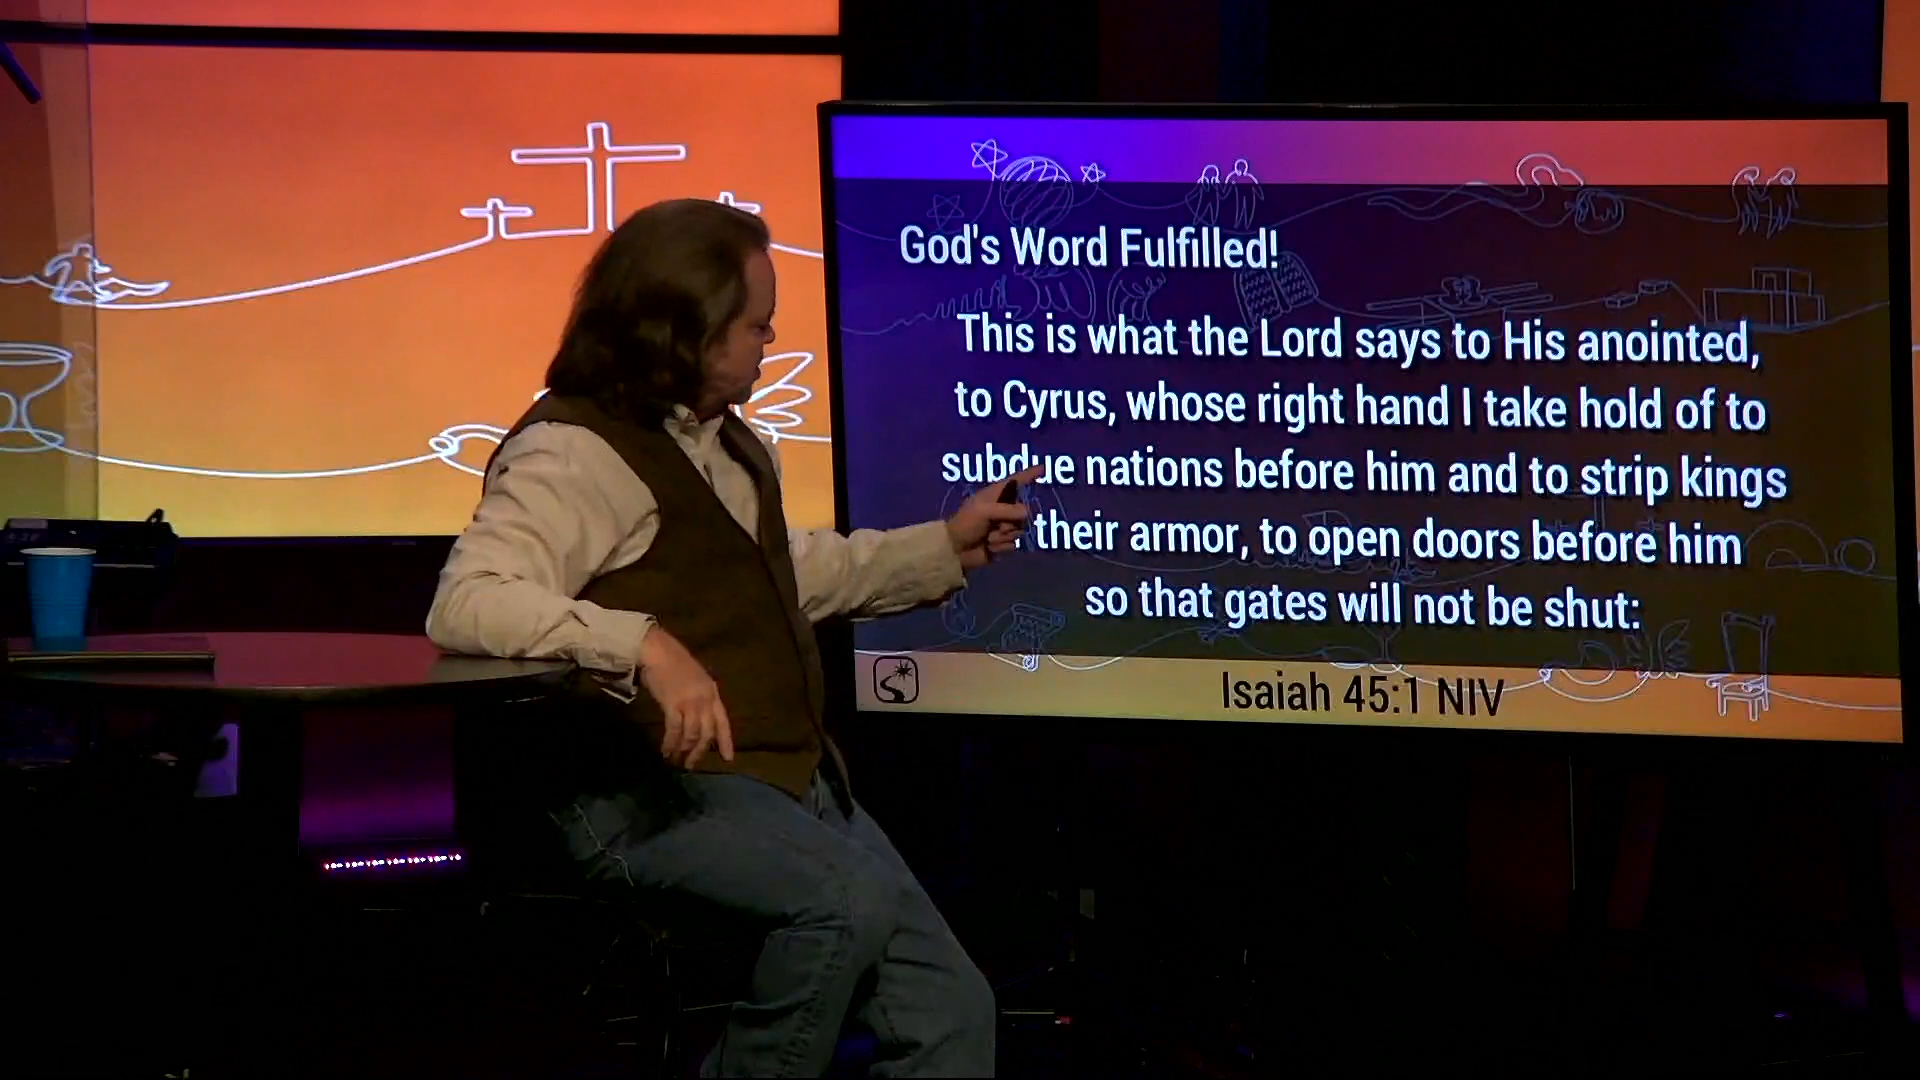 God's Word Fulfilled!
This is what the Lord says to His anointed,
to Cyrus, whose right hand I take hold of to
subdue nations before him and to strip kings
their armor, to open doors before him
so that gates will not be shut:
Isaiah 45:1 NIV